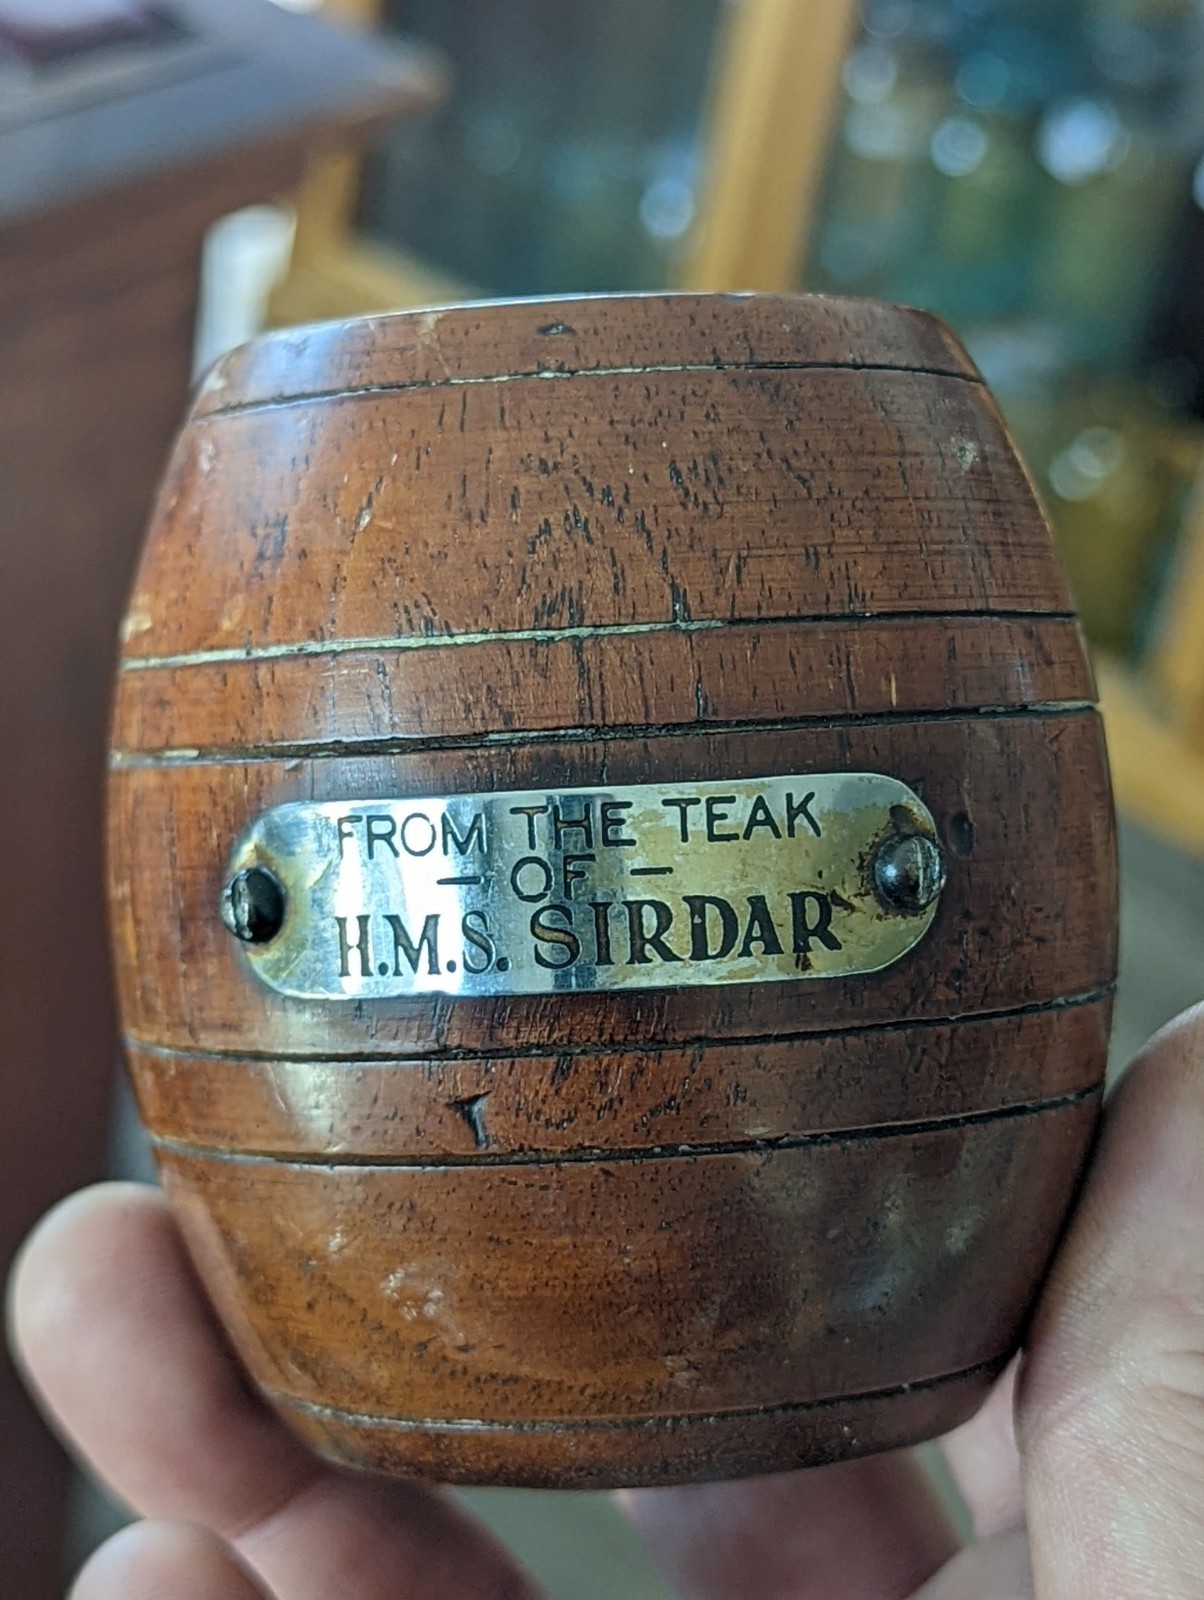 FROM THE TEAK
- OF -
H.M.S. SIRDAR